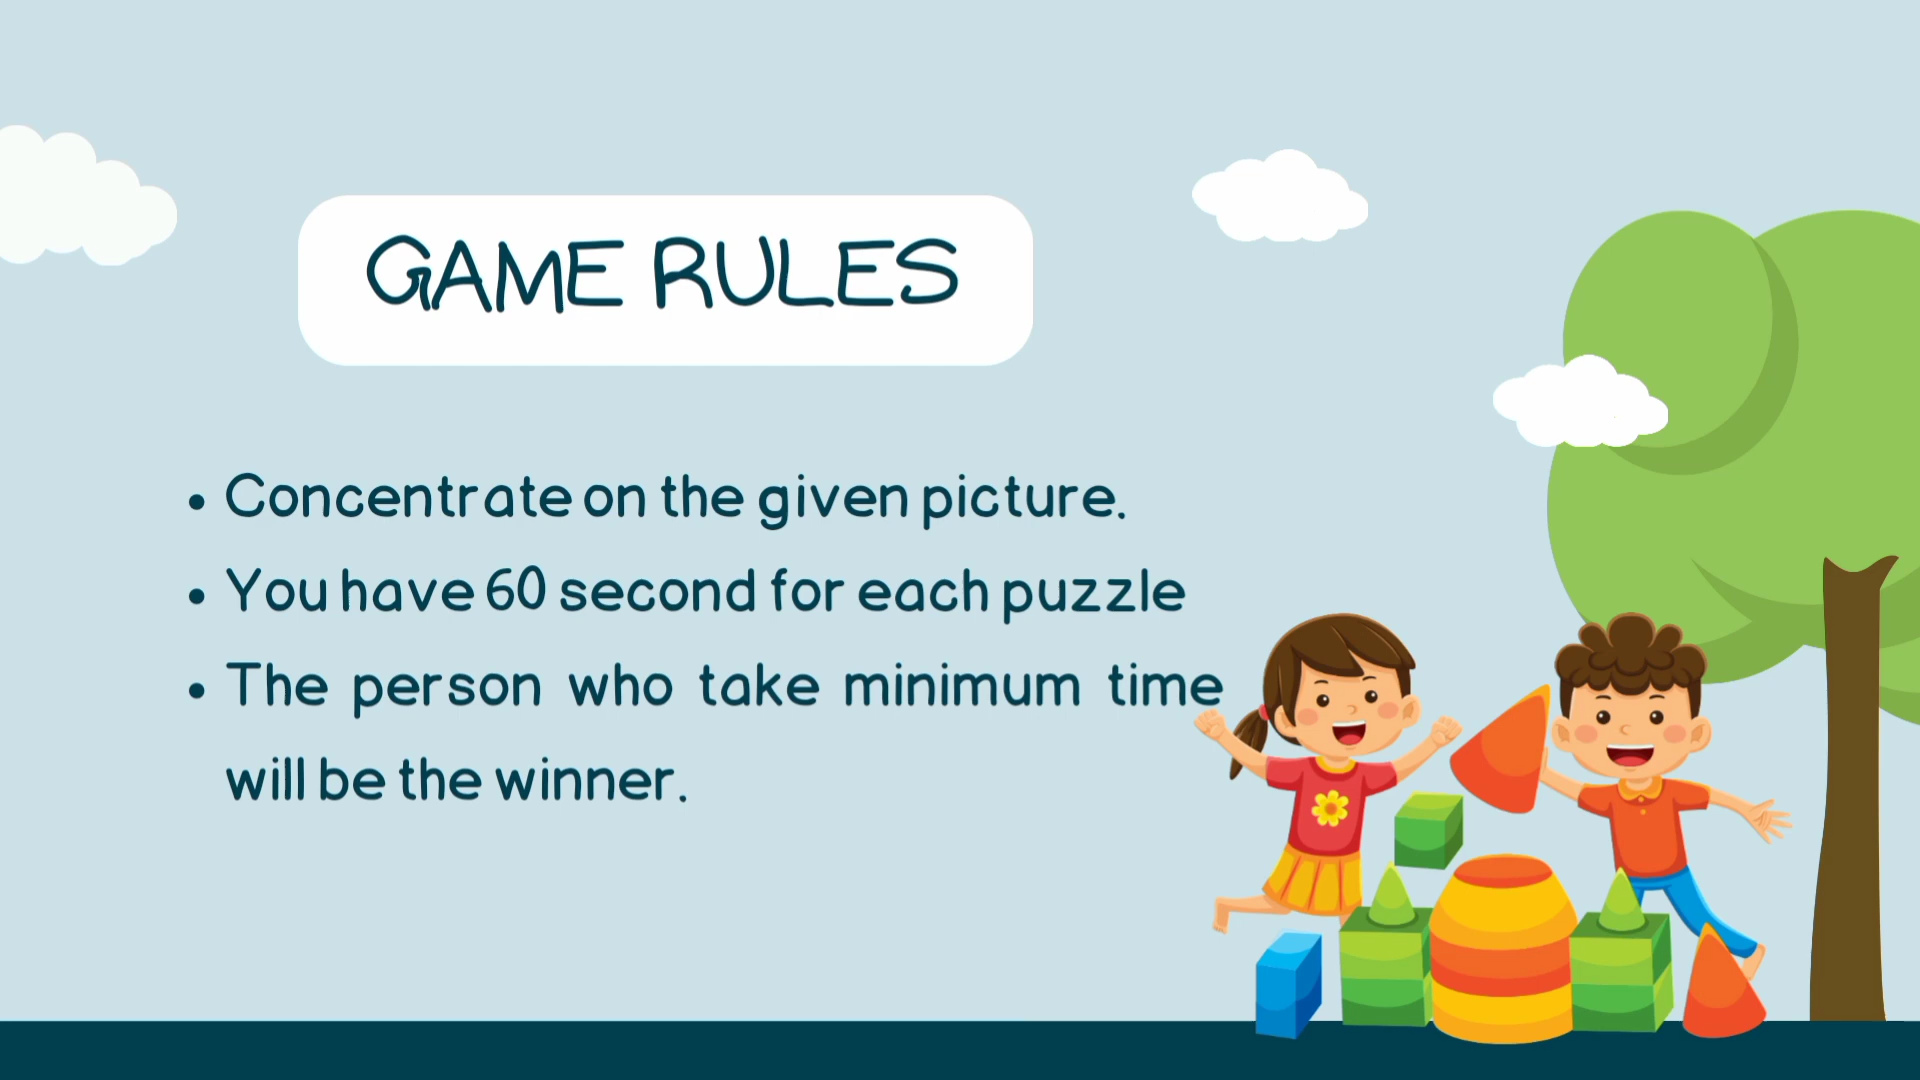 GAME RULES
• Concentrate on the given picture.
• You have 60 second for each puzzle
• The person who take minimum time
will be the winner.